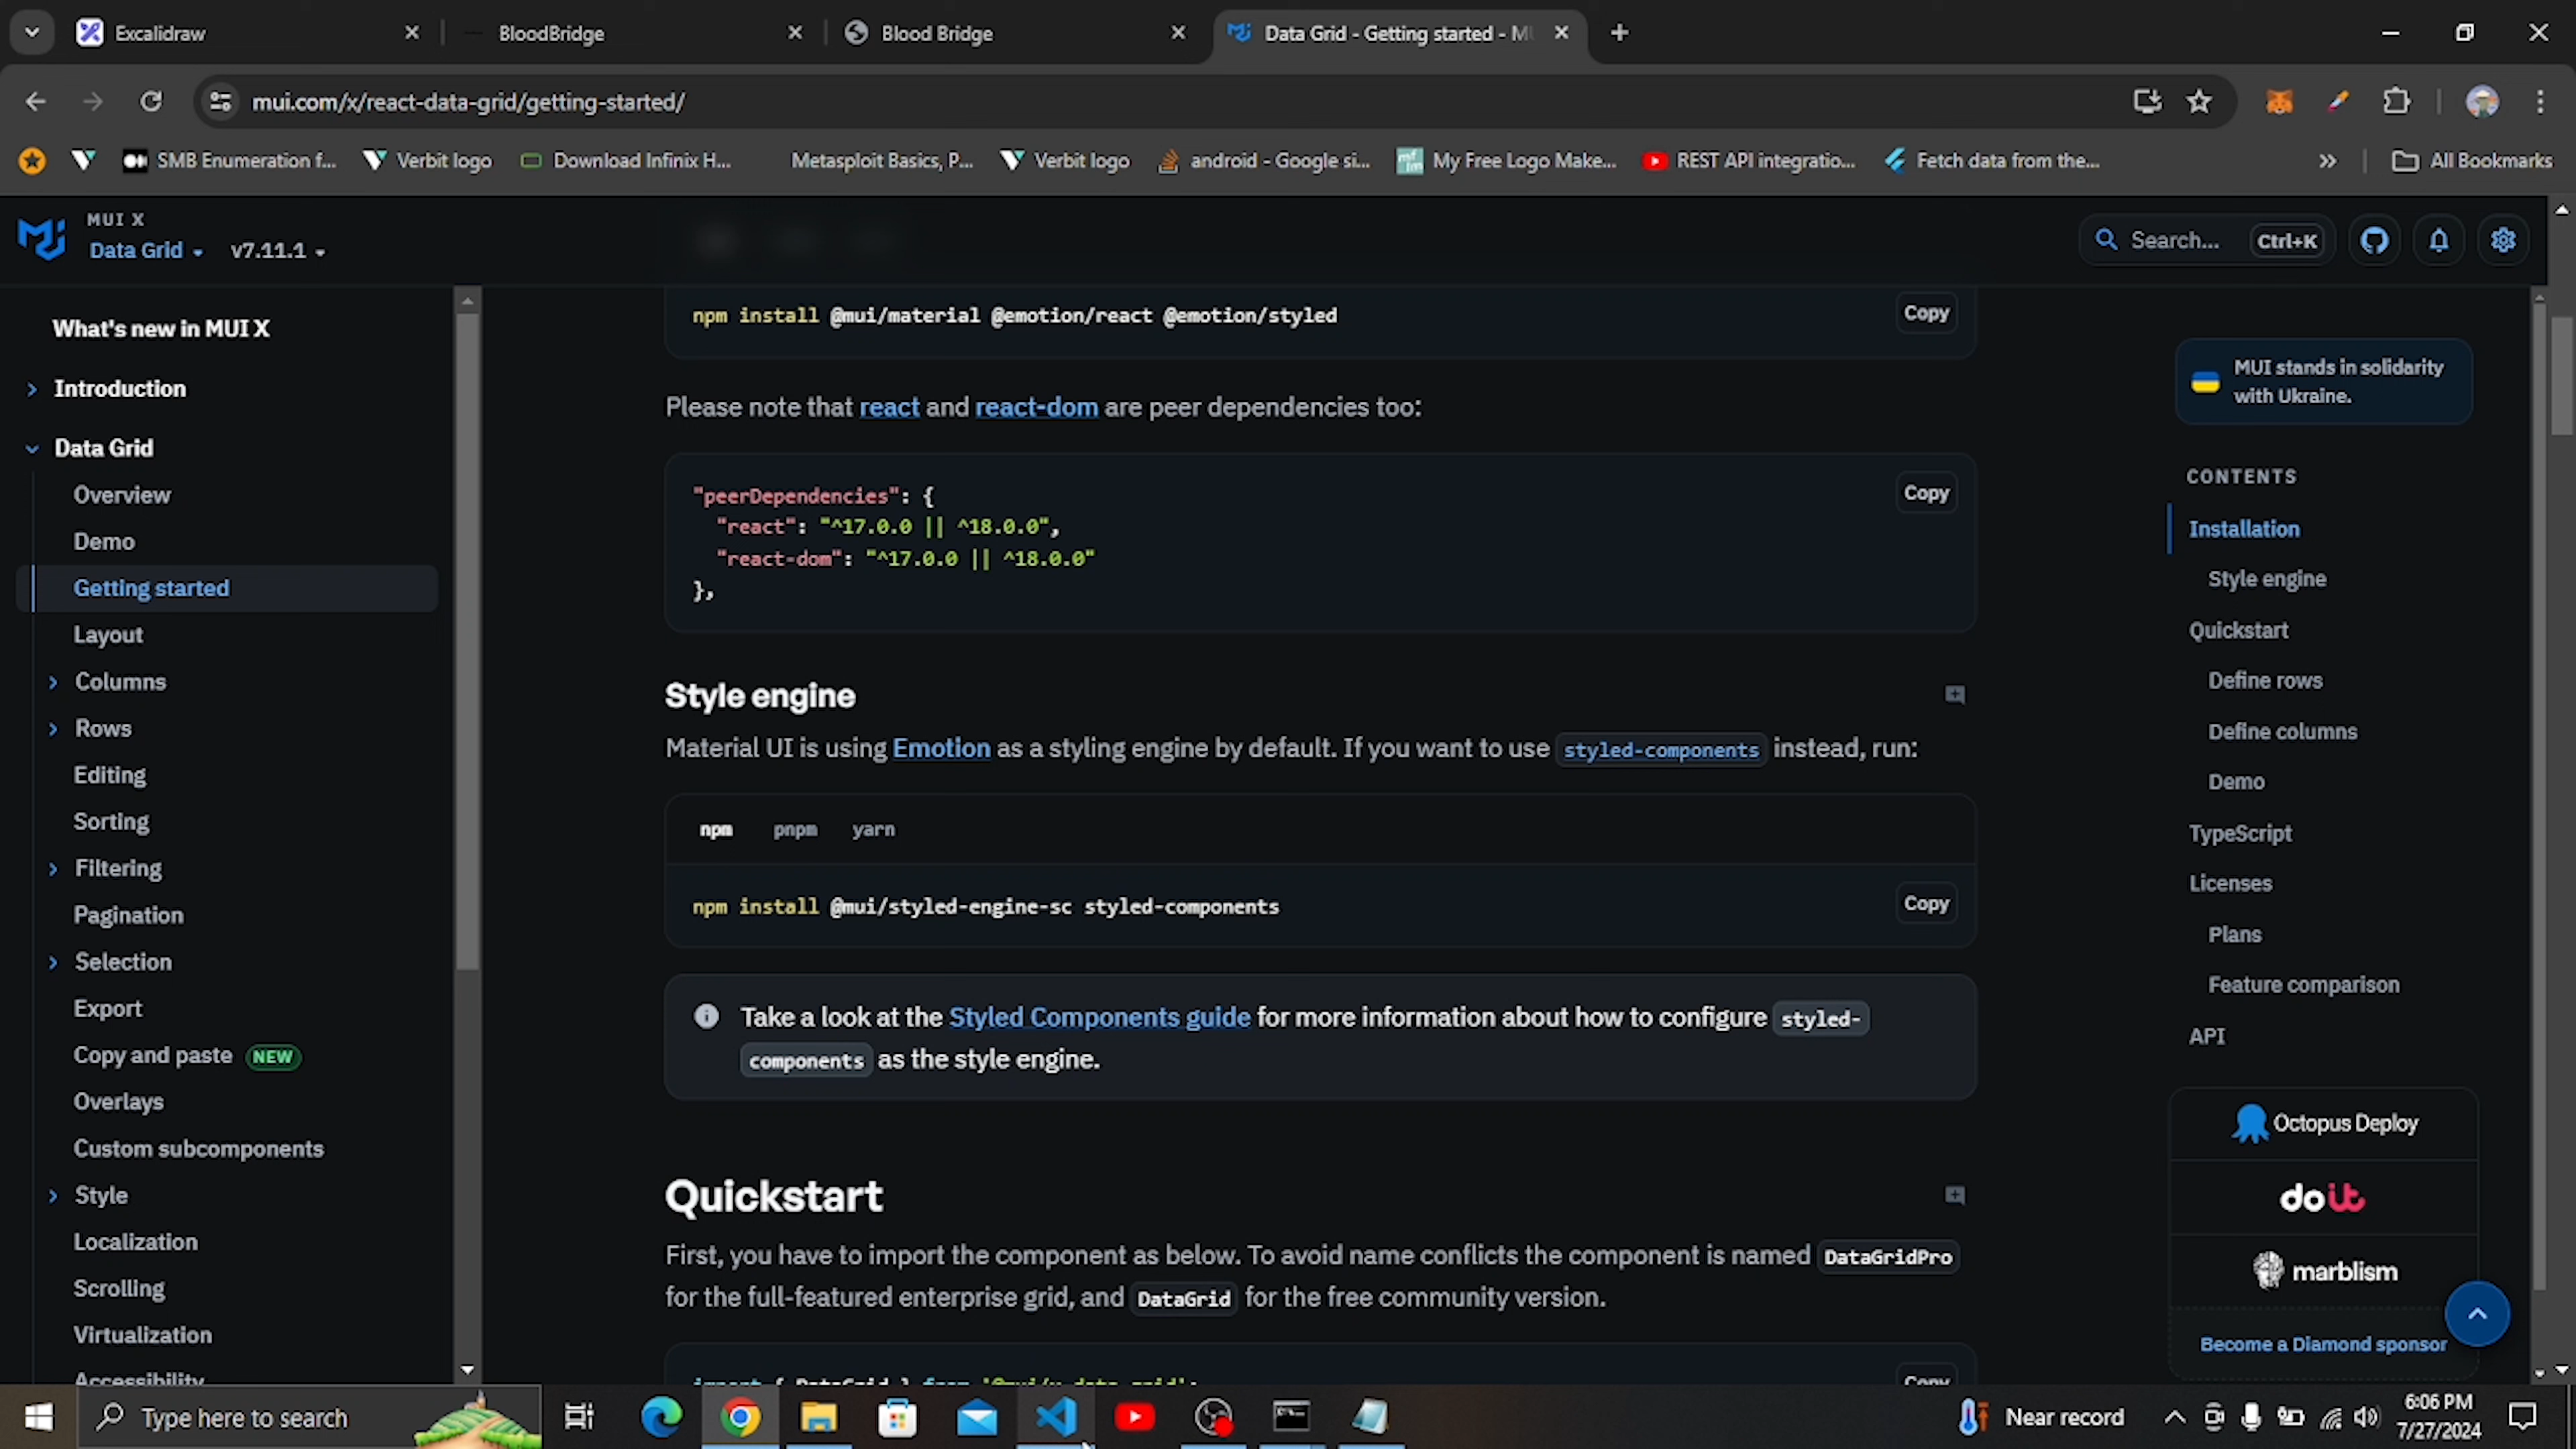 Excalidraw
BloodBridge
Blood Bridge
Data Grid - Getting started - MU
mui.com/x/react-data-grid/getting-started/
SMB Enumeration f...
Verbit logo
Download Infinix H...
Metasploit Basics, P...
Verbit logo
android - Google si...
My Free Logo Make...
REST API integratio...
Fetch data from the...
»
All Bookmarks
MUI X
Data Grid
v7.11.1
Search...
Ctrl+K
What's new in MUI X
Introduction
Data Grid
Overview
Demo
Getting started
Layout
Columns
Rows
Editing
Sorting
Filtering
Pagination
Selection
Export
Copy and paste NEW
Overlays
Custom subcomponents
Style
Localization
Scrolling
Virtualization
Accessibility
npm install @mui/material @emotion/react @emotion/styled
Copy
Please note that react and react-dom are peer dependencies too:
"peerDependencies": {
"react": "^17.0.0 || ^18.0.0",
"react-dom": "^17.0.0 || ^18.0.0"
},
Copy
Style engine
Material UI is using Emotion as a styling engine by default. If you want to use styled-components instead, run:
npm pnpm yarn
npm install @mui/styled-engine-sc styled-components
Copy
Take a look at the Styled Components guide for more information about how to configure styled-
components as the style engine.
Quickstart
First, you have to import the component as below. To avoid name conflicts the component is named DataGridPro
for the full-featured enterprise grid, and DataGrid for the free community version.
import { DataGrid } from '@mui/x-data-grid';
Copy
MUI stands in solidarity
with Ukraine.
CONTENTS
Installation
Style engine
Quickstart
Define rows
Define columns
Demo
TypeScript
Licenses
Plans
Feature comparison
API
Octopus Deploy
doit
marblism
Become a Diamond sponsor
Type here to search
Near record
6:06 PM
7/27/2024